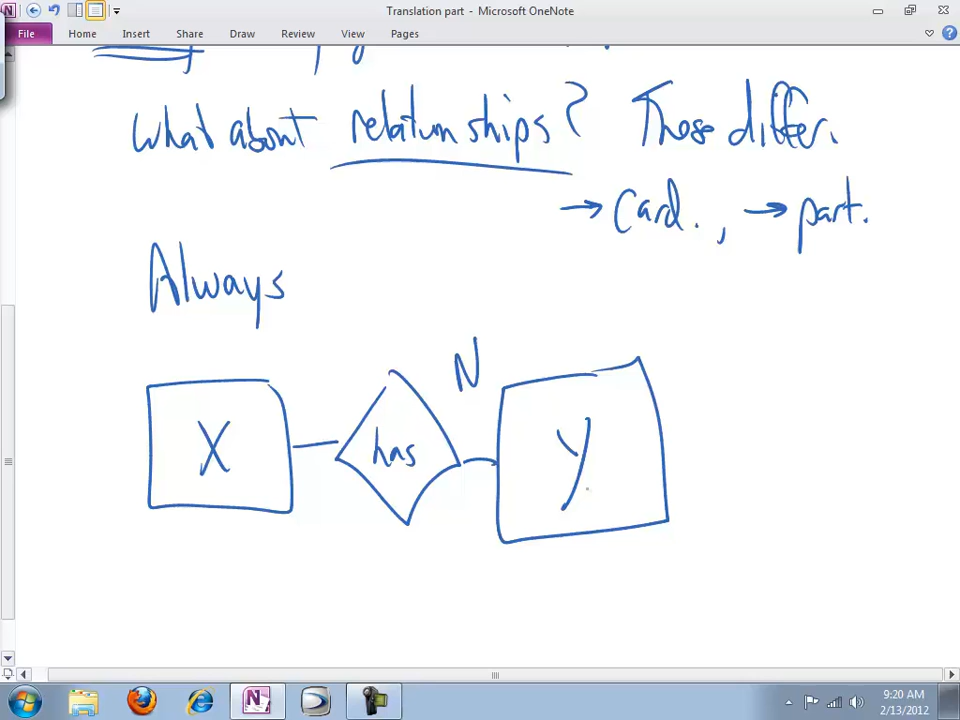 Translation part - Microsoft OneNote
File Home Insert Share Draw Review View Pages
What about relationships? These differ.
→ Card., → part.
Always
N
X has Y
9:20 AM
2/13/2012